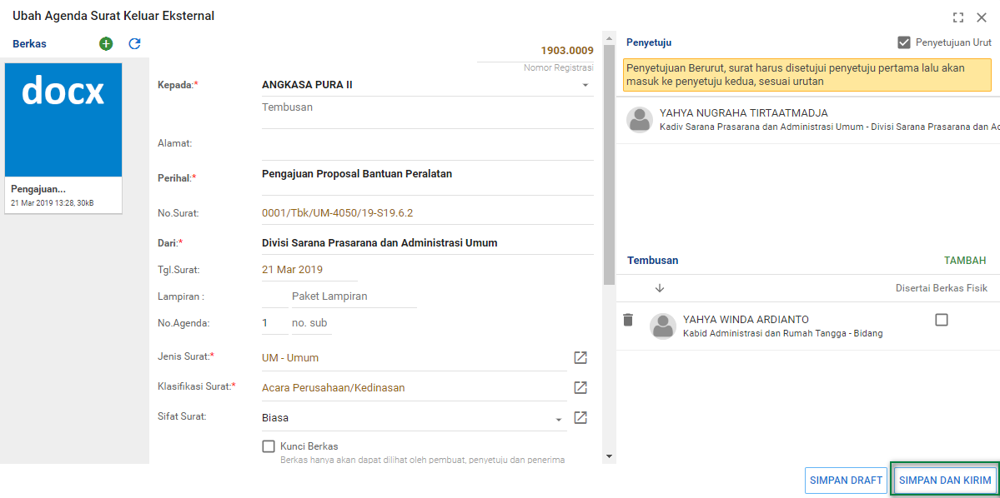 Ubah Agenda Surat Keluar Eksternal
Berkas
docx
Pengajuan...
21 Mar 2019 13:28, 30kB
1903.0009
Nomor Registrasi
Kepada:* ANGKASA PURA II
Tembusan
Alamat:
Perihal:* Pengajuan Proposal Bantuan Peralatan
No.Surat: 0001/Tbk/UM-4050/19-S19.6.2
Dari:* Divisi Sarana Prasarana dan Administrasi Umum
Tgl.Surat: 21 Mar 2019
Lampiran : Paket Lampiran
No.Agenda: 1 no. sub
Jenis Surat:* UM - Umum
Klasifikasi Surat:* Acara Perusahaan/Kedinasan
Sifat Surat: Biasa
Kunci Berkas
Berkas hanya akan dapat dilihat oleh pembuat, penyetuju dan penerima
Penyetuju Penyetujuan Urut
Penyetujuan Berurut, surat harus disetujui penyetuju pertama lalu akan
masuk ke penyetuju kedua, sesuai urutan
YAHYA NUGRAHA TIRTAATMADJA
Kadiv Sarana Prasarana dan Administrasi Umum - Divisi Sarana Prasarana dan Ad
Tembusan TAMBAH
Disertai Berkas Fisik
YAHYA WINDA ARDIANTO
Kabid Administrasi dan Rumah Tangga - Bidang
SIMPAN DRAFT SIMPAN DAN KIRIM